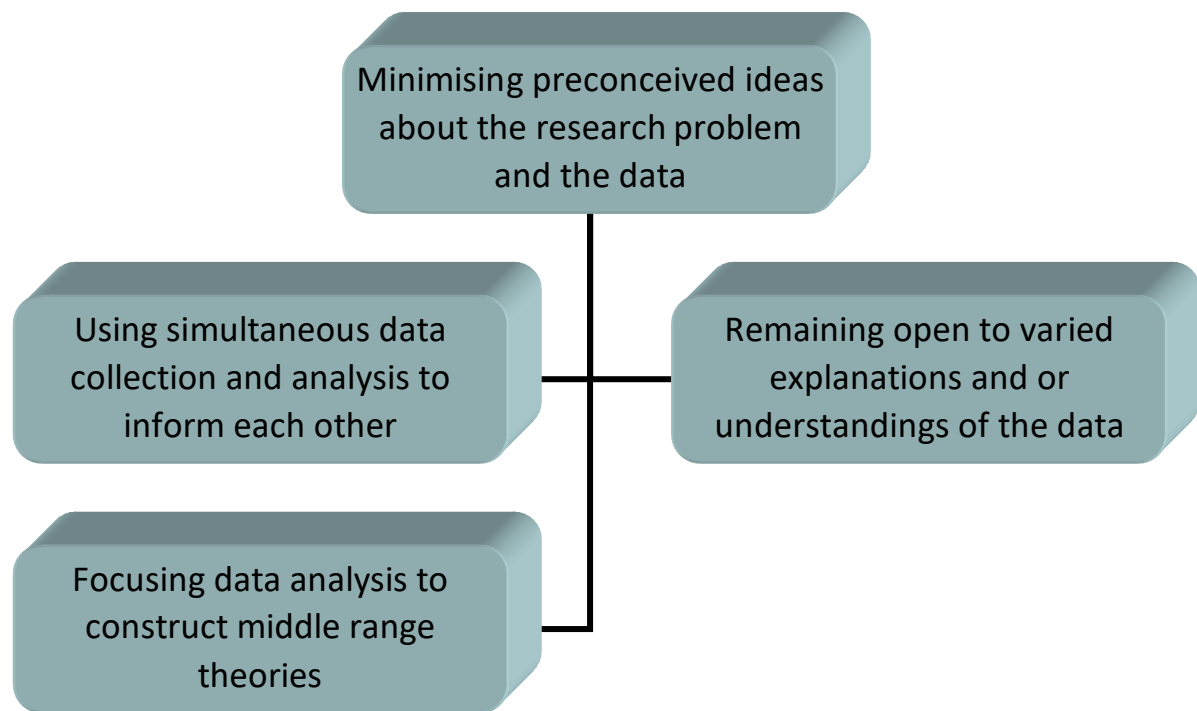 Minimising preconceived ideas
about the research problem
and the data
Using simultaneous data
collection and analysis to
inform each other
Remaining open to varied
explanations and or
understandings of the data
Focusing data analysis to
construct middle range
theories